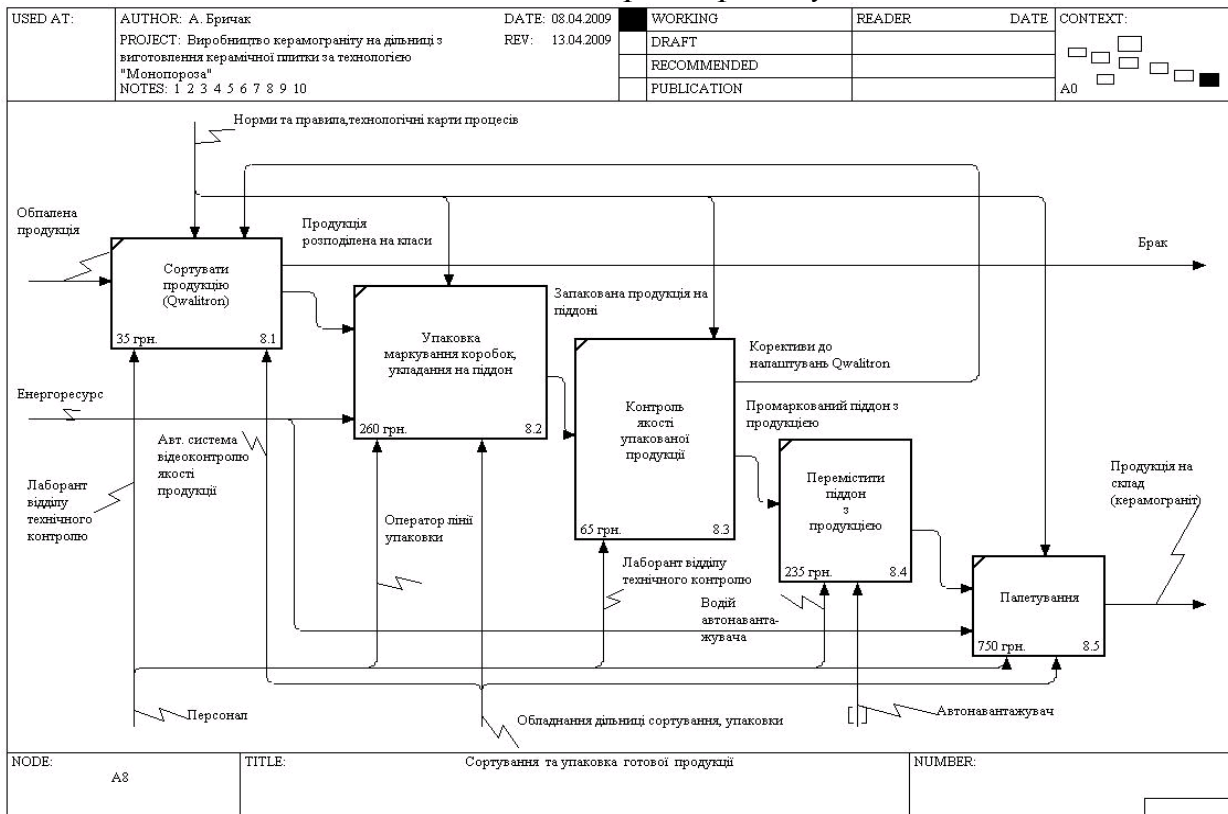 USED AT:
AUTHOR: А. Бричак
DATE: 08.04.2009
PROJECT: Виробництво керамограніту на дільниці з
виготовлення керамічної плитки за технологією
"Монопороза"
REV: 13.04.2009
NOTES: 1 2 3 4 5 6 7 8 9 10
WORKING
DRAFT
RECOMMENDED
PUBLICATION
READER DATE
CONTEXT:
A0
Норми та правила,технологічні карти процесів
Обпалена
продукція
Продукція
розподілена на класи
Брак
Сортувати
продукцію
(Qwalitron)
35 грн. 8.1
Запакована продукція на
піддоні
Упаковка
маркування коробок,
укладання на піддон
260 грн. 8.2
Корективи до
налаштувань Qwalitron
Енергоресурс
Контроль
якості
упакованої
продукції
65 грн. 8.3
Промаркований піддон з
продукцією
Авт. система
відеоконтролю
якості
продукції
Перемістити
піддон
з
продукцією
235 грн. 8.4
Продукція на
склад
(керамограніт)
Лаборант
відділу
технічного
контролю
Оператор лінії
упаковки
Лаборант відділу
технічного контролю
Водій
автонаванта-
жувача
Палетування
750 грн. 8.5
Персонал
Обладнання дільниці сортування, упаковки
Автонавантажувач
NODE:
A8
TITLE:
Сортування та упаковка готової продукції
NUMBER: